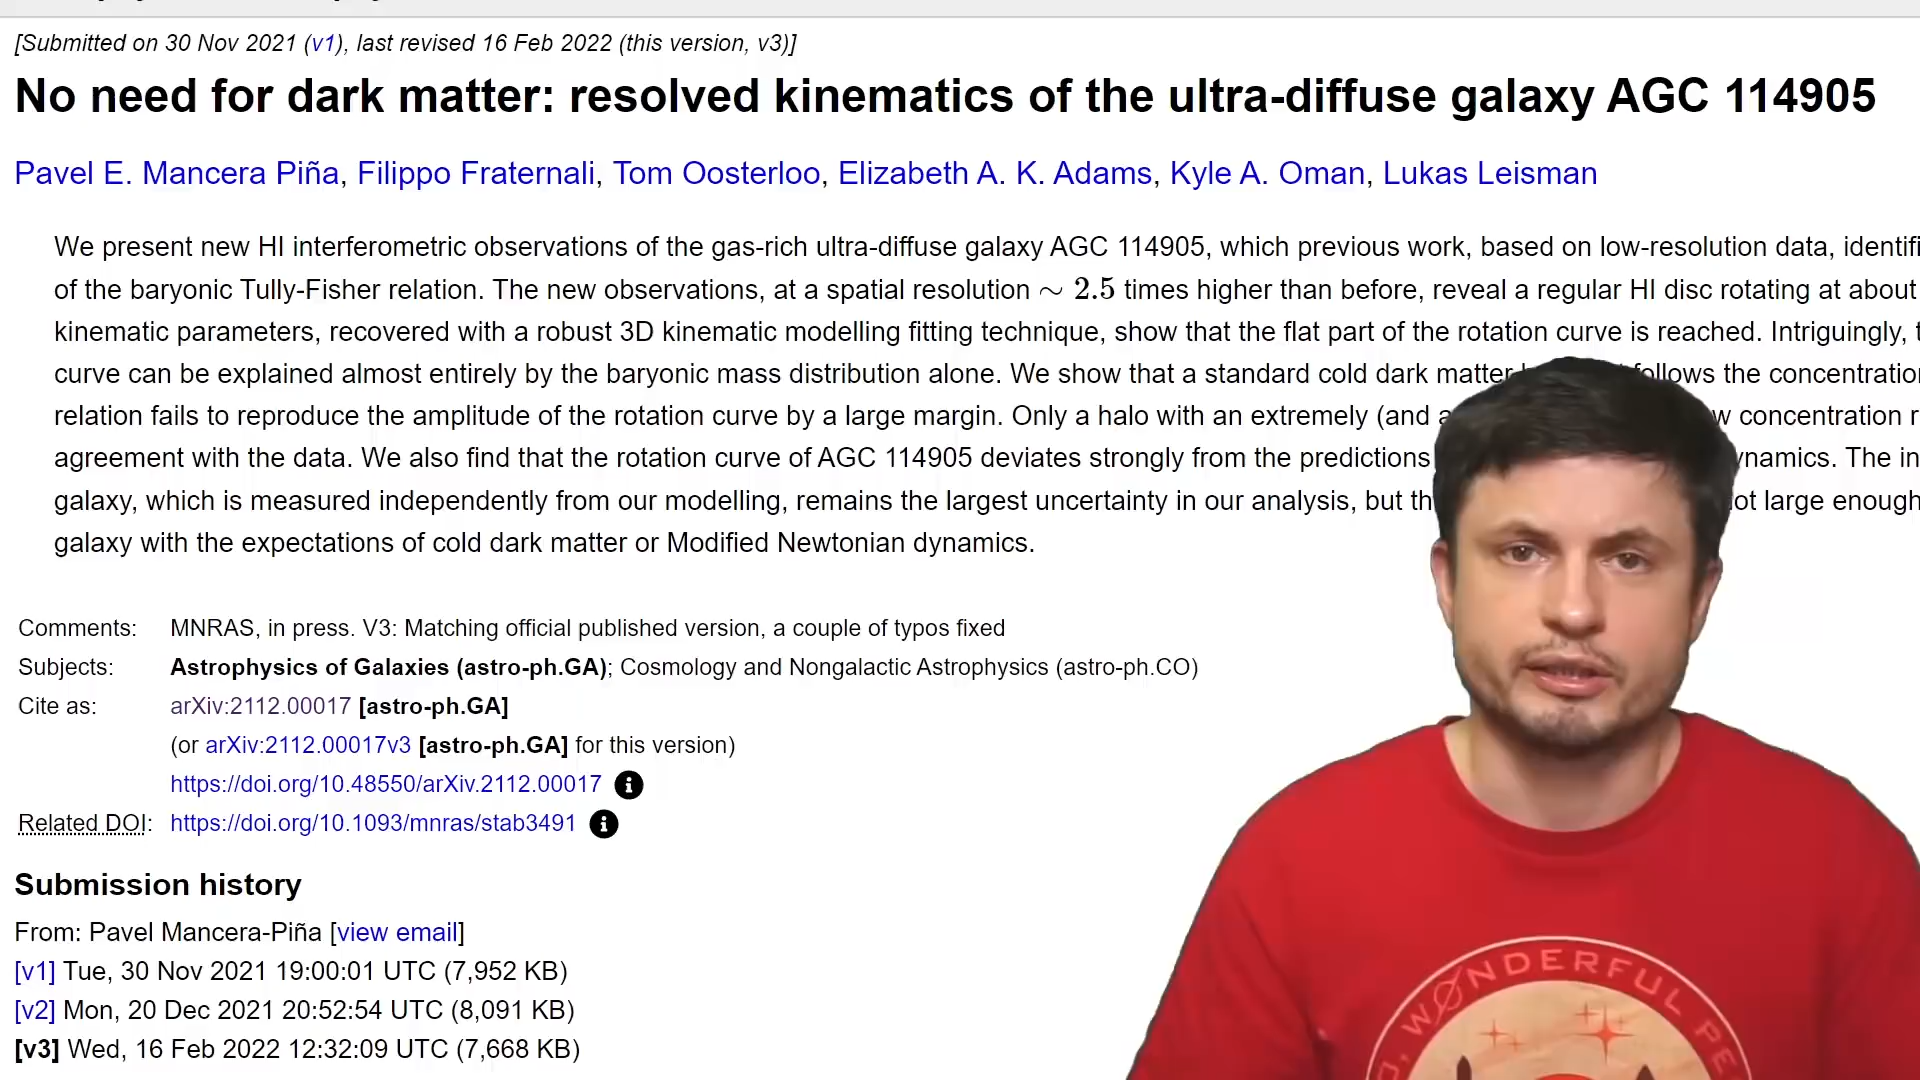 [Submitted on 30 Nov 2021 (v1), last revised 16 Feb 2022 (this version, v3)]
No need for dark matter: resolved kinematics of the ultra-diffuse galaxy AGC 114905
Pavel E. Mancera Piña, Filippo Fraternali, Tom Oosterloo, Elizabeth A. K. Adams, Kyle A. Oman, Lukas Leisman
We present new HI interferometric observations of the gas-rich ultra-diffuse galaxy AGC 114905, which previous work, based on low-resolution data, identifi
of the baryonic Tully-Fisher relation. The new observations, at a spatial resolution ∼ 2.5 times higher than before, reveal a regular HI disc rotating at about
kinematic parameters, recovered with a robust 3D kinematic modelling fitting technique, show that the flat part of the rotation curve is reached. Intriguingly,
curve can be explained almost entirely by the baryonic mass distribution alone. We show that a standard cold dark matter follows the concentration
relation fails to reproduce the amplitude of the rotation curve by a large margin. Only a halo with an extremely (and concentration
agreement with the data. We also find that the rotation curve of AGC 114905 deviates strongly from the predictions ynamics. The in
galaxy, which is measured independently from our modelling, remains the largest uncertainty in our analysis, but th ot large enough
galaxy with the expectations of cold dark matter or Modified Newtonian dynamics.
Comments: MNRAS, in press. V3: Matching official published version, a couple of typos fixed
Subjects: Astrophysics of Galaxies (astro-ph.GA); Cosmology and Nongalactic Astrophysics (astro-ph.CO)
Cite as: arXiv:2112.00017 [astro-ph.GA]
(or arXiv:2112.00017v3 [astro-ph.GA] for this version)
https://doi.org/10.48550/arXiv.2112.00017
Related DOI: https://doi.org/10.1093/mnras/stab3491
Submission history
From: Pavel Mancera-Piña [view email]
[v1] Tue, 30 Nov 2021 19:00:01 UTC (7,952 KB)
[v2] Mon, 20 Dec 2021 20:52:54 UTC (8,091 KB)
[v3] Wed, 16 Feb 2022 12:32:09 UTC (7,668 KB)
WØNDERFUL PE